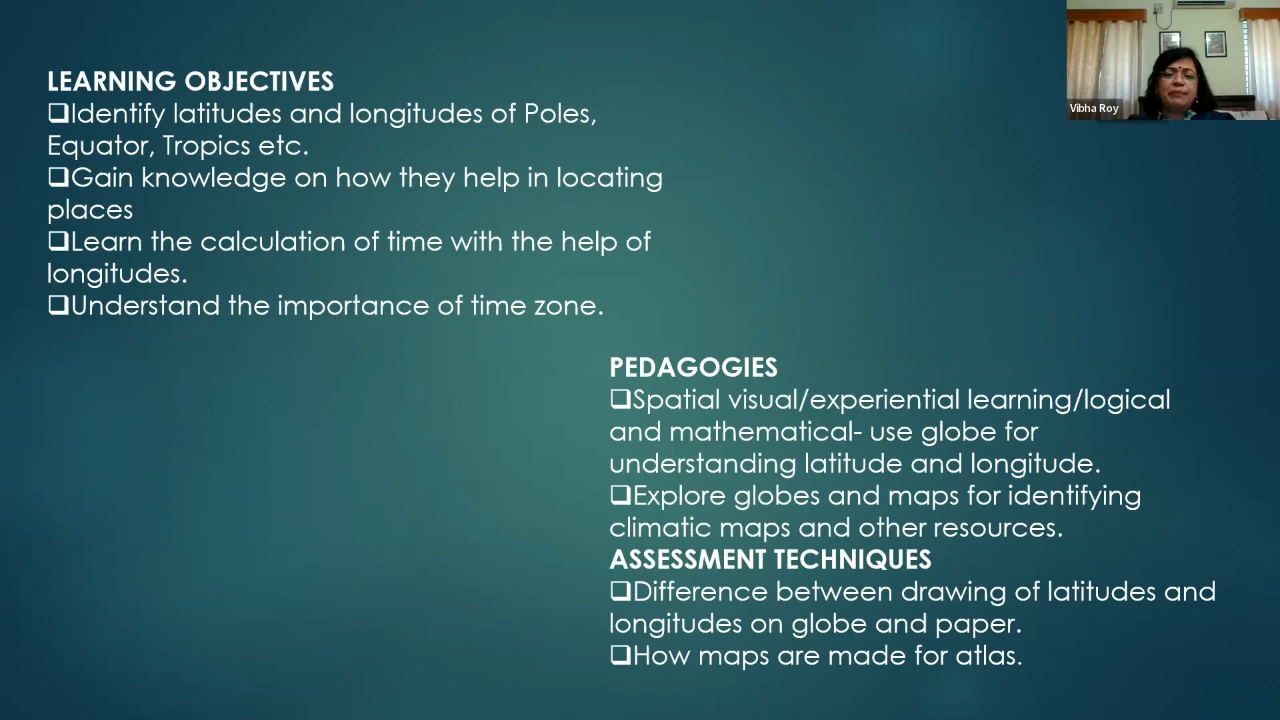 LEARNING OBJECTIVES
❑Identify latitudes and longitudes of Poles,
Equator, Tropics etc.
❑Gain knowledge on how they help in locating
places
❑Learn the calculation of time with the help of
longitudes.
❑Understand the importance of time zone.
PEDAGOGIES
❑Spatial visual/experiential learning/logical
and mathematical- use globe for
understanding latitude and longitude.
❑Explore globes and maps for identifying
climatic maps and other resources.
ASSESSMENT TECHNIQUES
❑Difference between drawing of latitudes and
longitudes on globe and paper.
❑How maps are made for atlas.
Vibha Roy